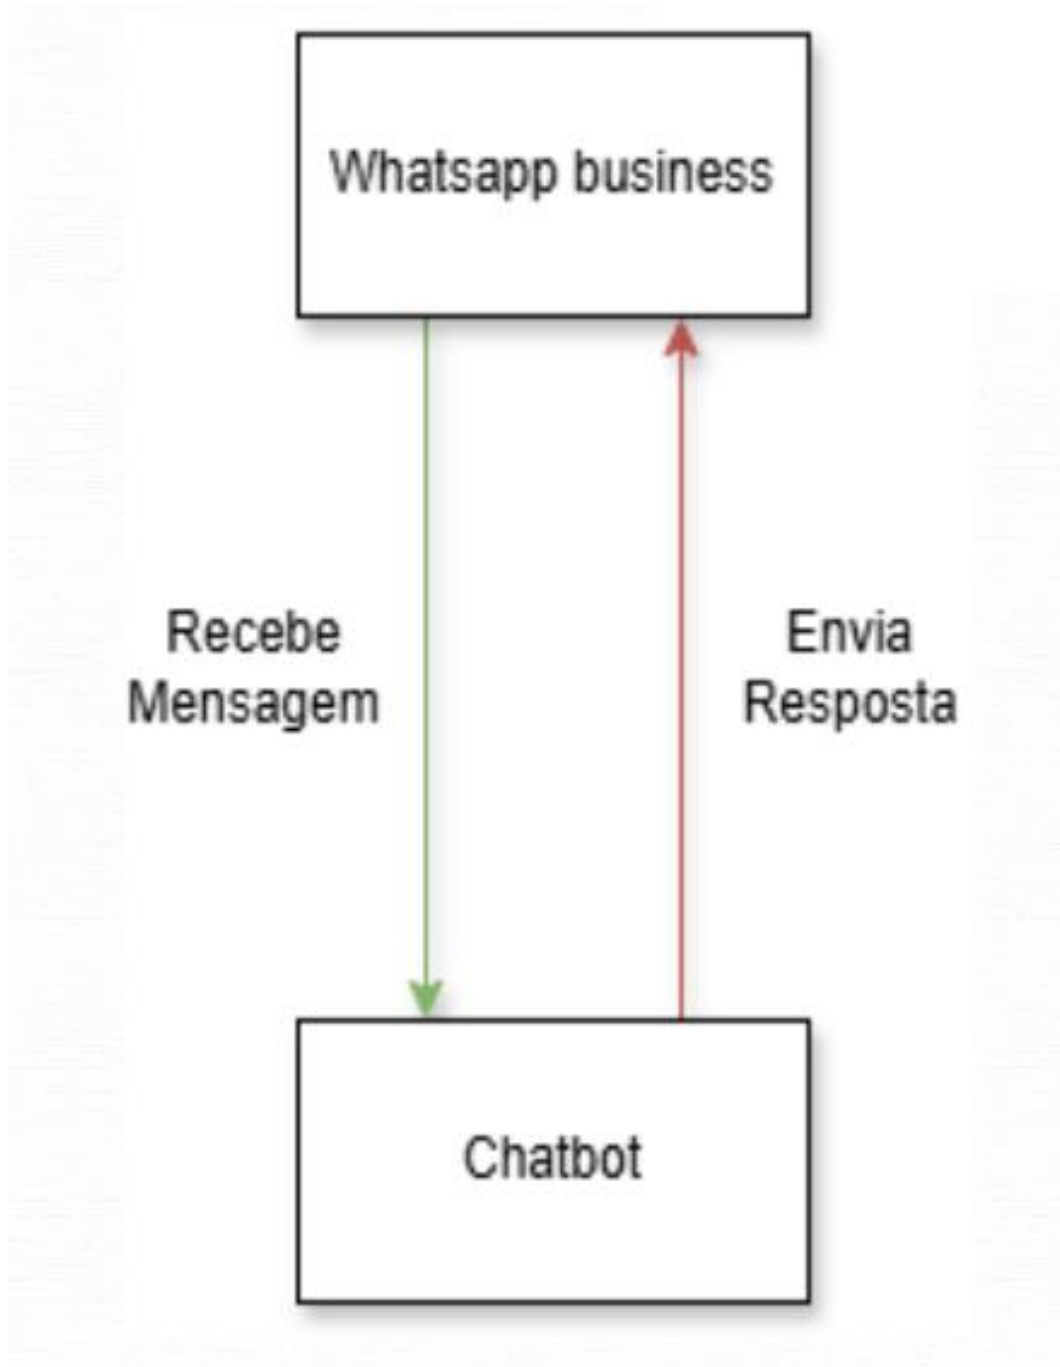 Whatsapp business
Recebe
Mensagem
Envia
Resposta
Chatbot